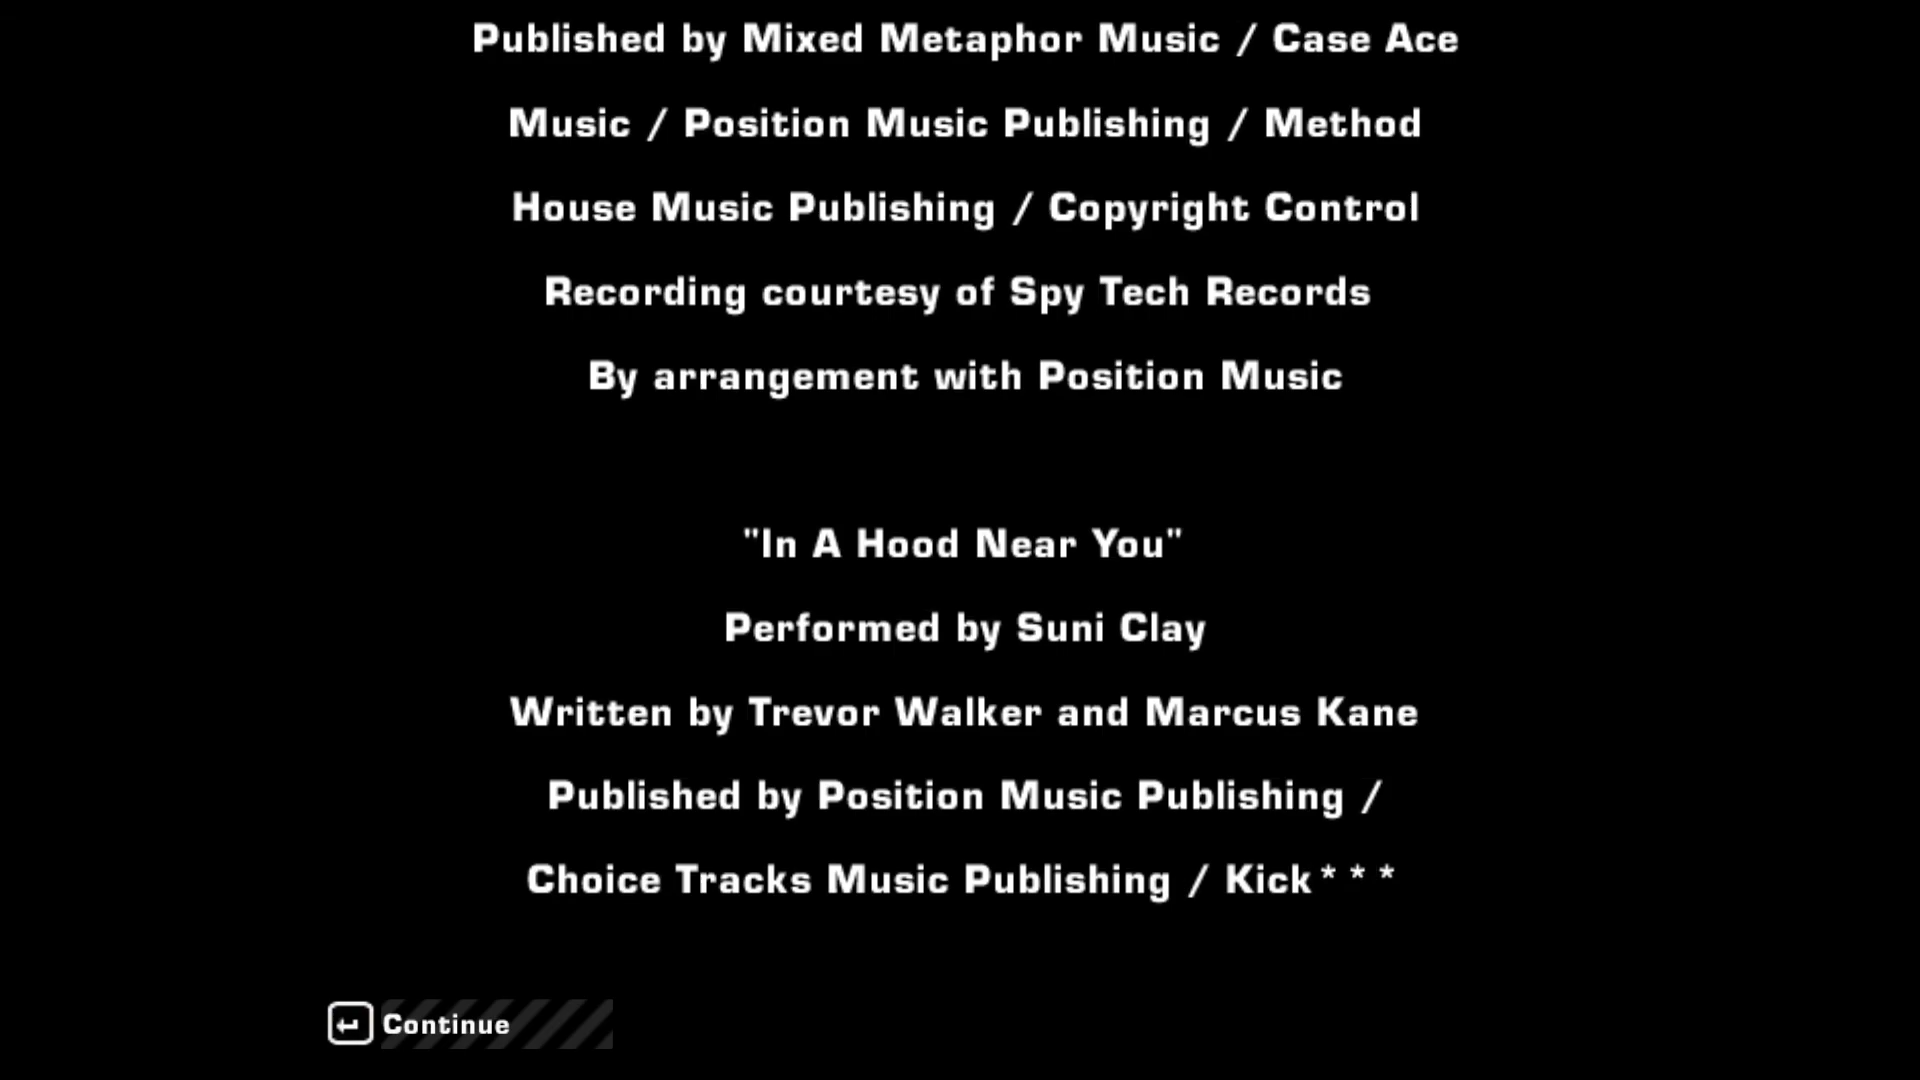 Published by Mixed Metaphor Music / Case Ace
Music / Position Music Publishing / Method
House Music Publishing / Copyright Control
Recording courtesy of Spy Tech Records
By arrangement with Position Music
"In A Hood Near You"
Performed by Suni Clay
Written by Trevor Walker and Marcus Kane
Published by Position Music Publishing /
Choice Tracks Music Publishing / Kick***
Continue